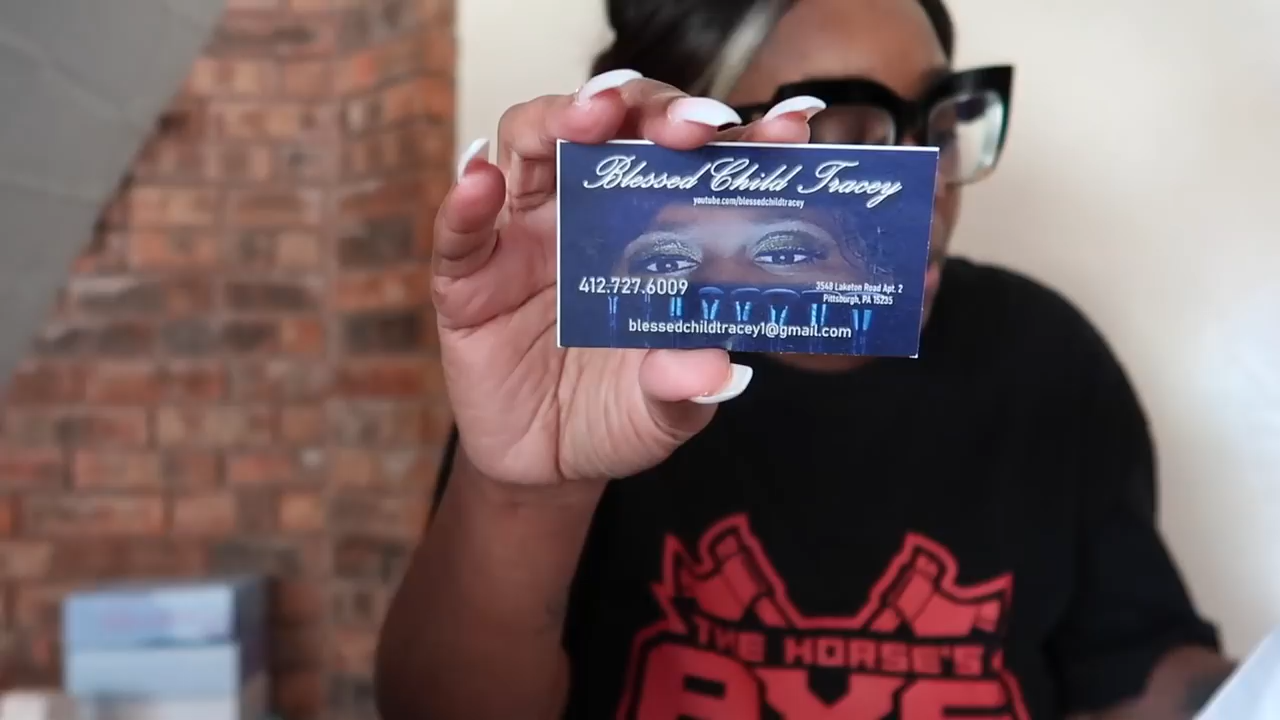 Blessed Child Tracey
youtube.com/blessedchildtracey
412.727.6009
3548 Laketon Road Apt. 2
Pittsburgh, PA 15235
blessedchildtracey1@gmail.com
THE HORSE'S
AYE